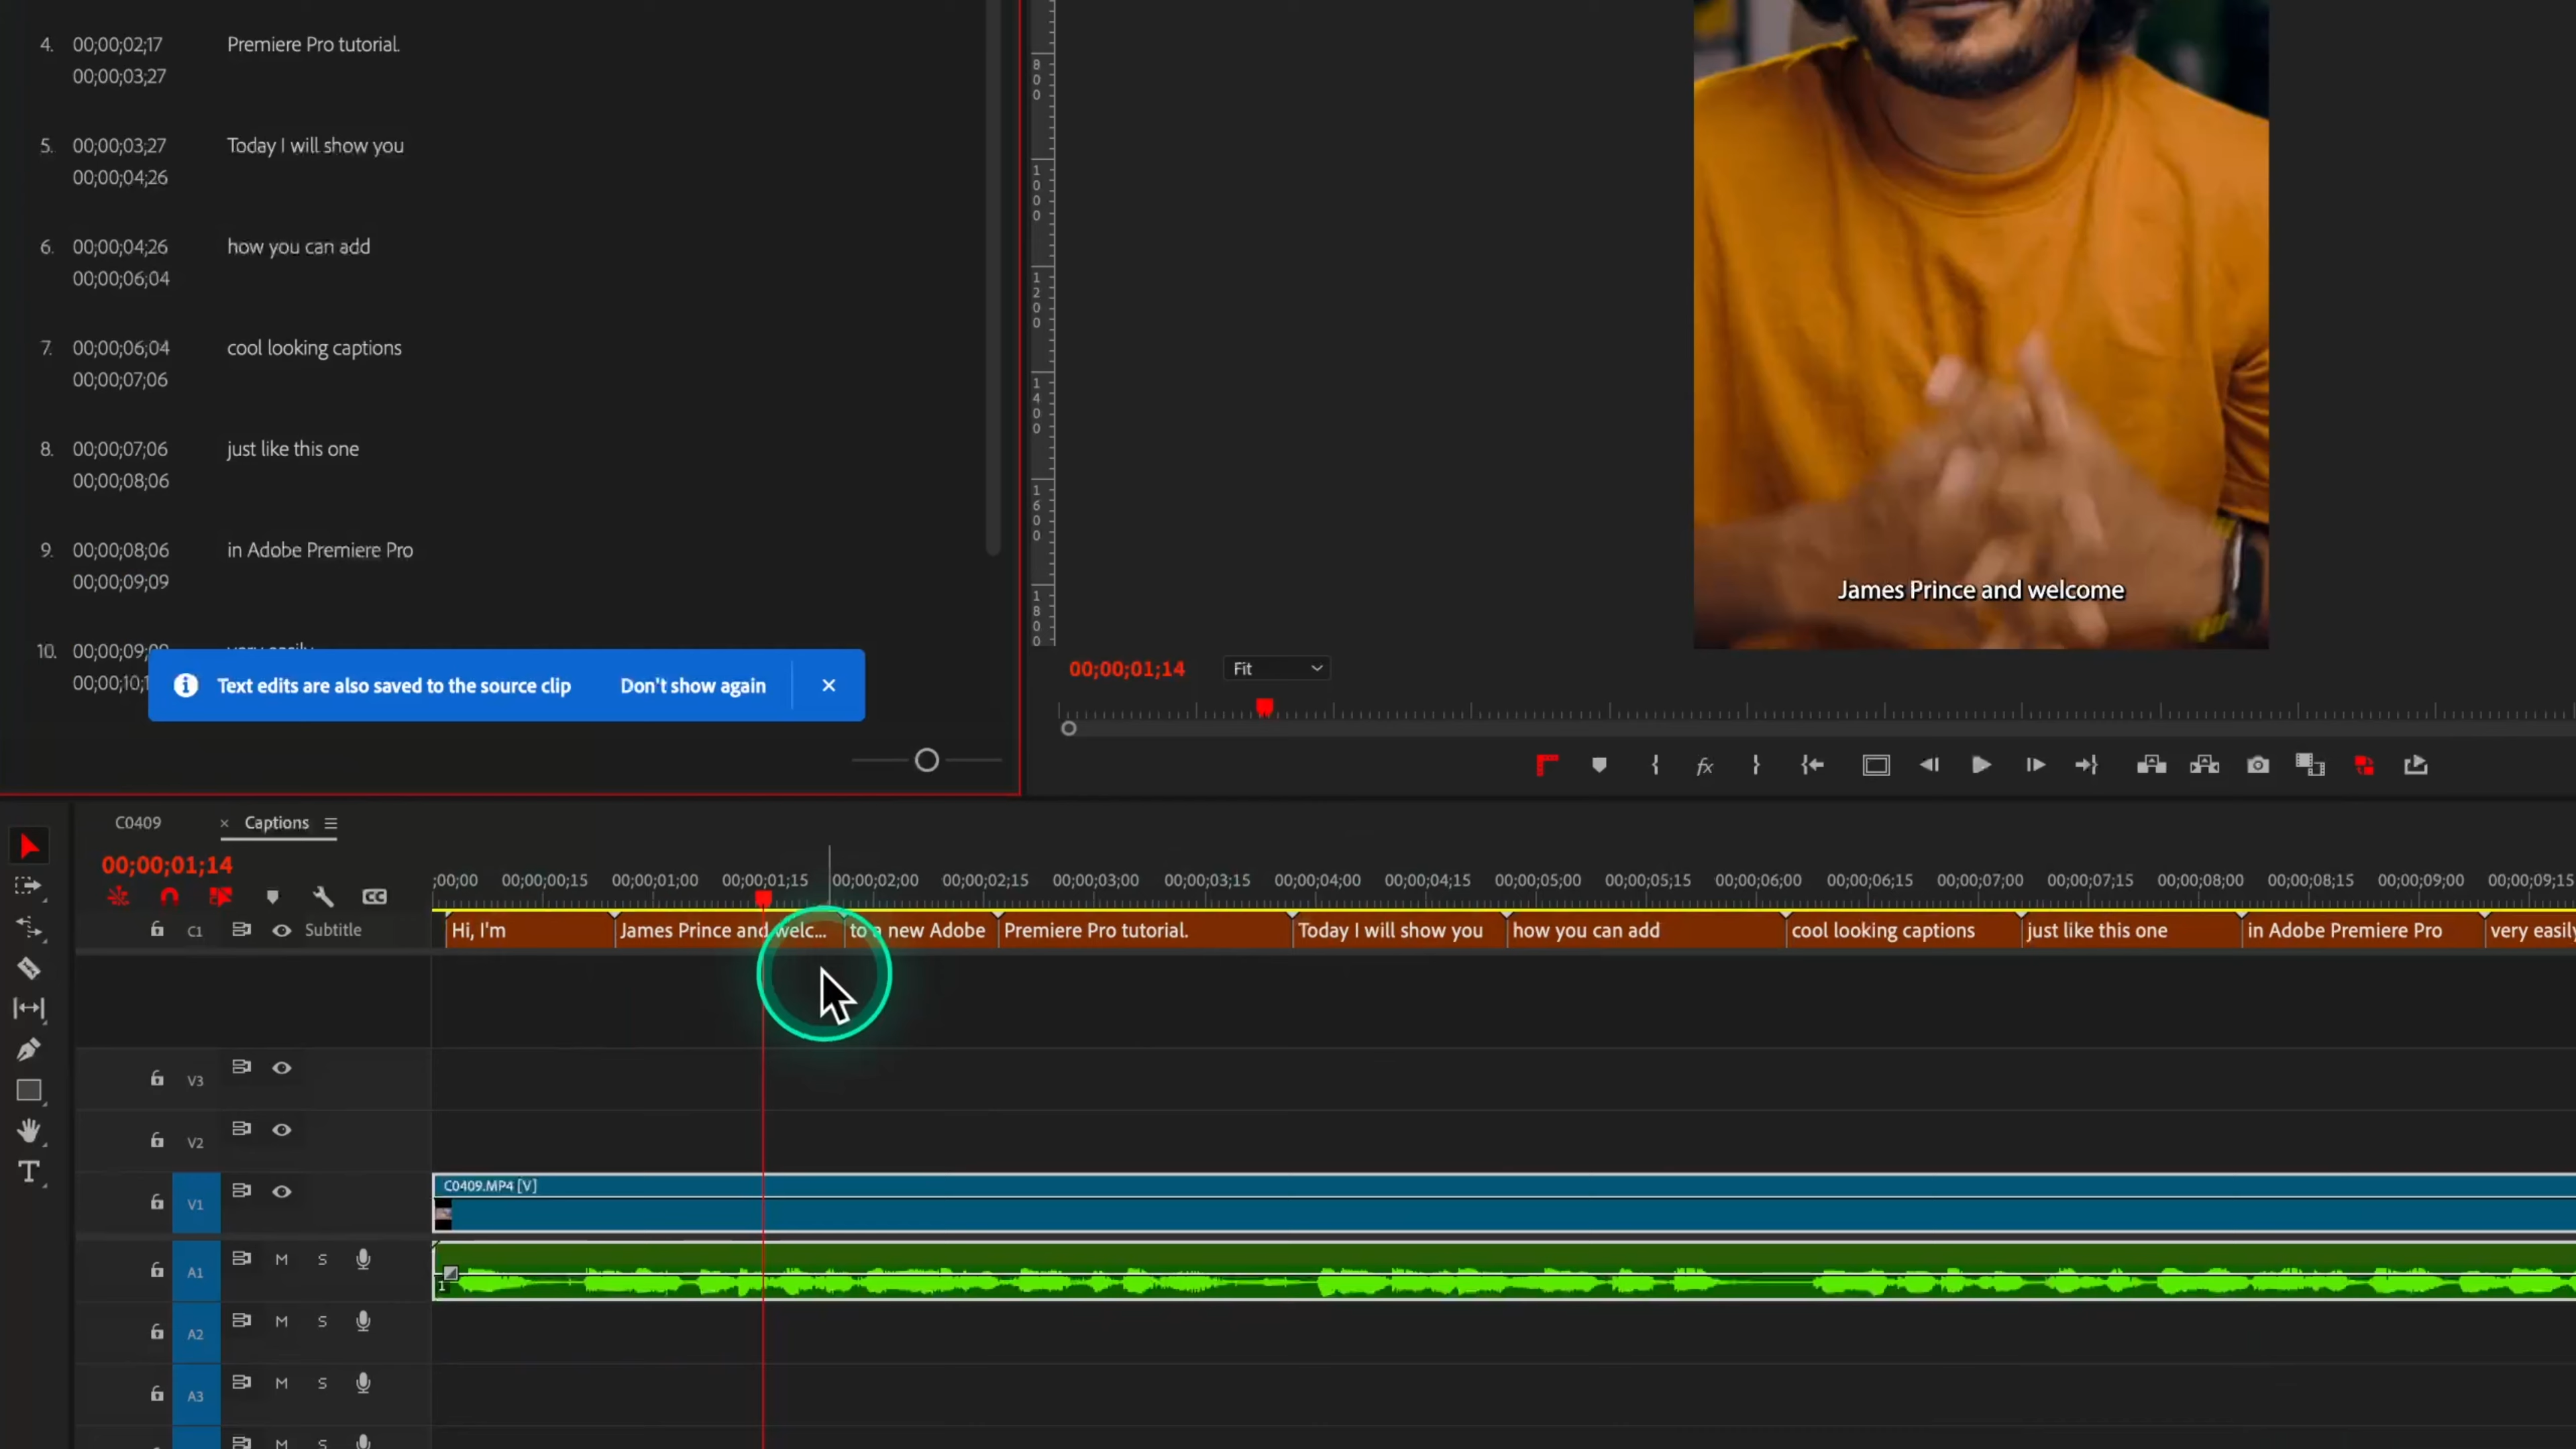 4. 00;00;02;17 Premiere Pro tutorial.
00;00;03;27
5. 00;00;03;27 Today I will show you
00;00;04;26
6. 00;00;04;26 how you can add
00;00;06;04
7. 00;00;06;04 cool looking captions
00;00;07;06
8. 00;00;07;06 just like this one
00;00;08;06
9. 00;00;08;06 in Adobe Premiere Pro
00;00;09;09
10. 00;00;09;09 very easily
00;00;10;1
Text edits are also saved to the source clip Don't show again
800
1000
1200
1400
1600
1800
James Prince and welcome
00;00;01;14 Fit
fx
C0409 × Captions
00;00;01;14
;00;00 00;00;00;15 00;00;01;00 00;00;01;15 00;00;02;00 00;00;02;15 00;00;03;00 00;00;03;15 00;00;04;00 00;00;04;15 00;00;05;00 00;00;05;15 00;00;06;00 00;00;06;15 00;00;07;00 00;00;07;15 00;00;08;00 00;00;08;15 00;00;09;00 00;00;09;15
CC
C1 Subtitle Hi, I'm James Prince and welc... to a new Adobe Premiere Pro tutorial. Today I will show you how you can add cool looking captions just like this one in Adobe Premiere Pro very easily
V3
V2
C0409.MP4 [V]
V1
A1 M S
1
A2 M S
A3 M S
M S